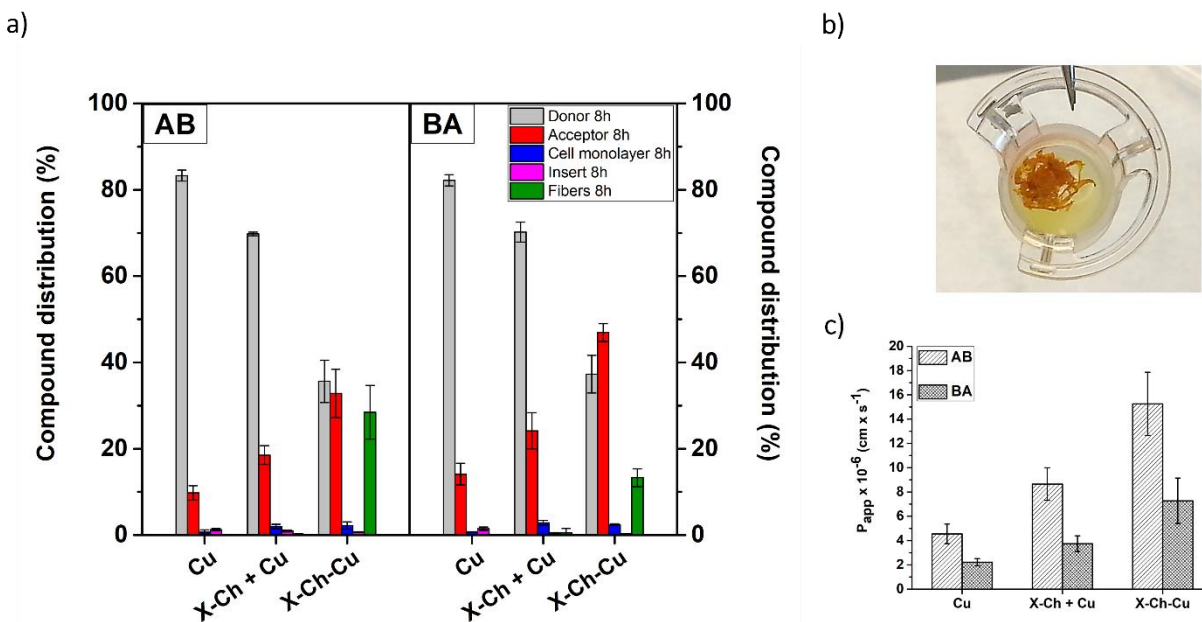 a)
Compound distribution (%)
100
80
60
40
20
0
AB
BA
Donor 8h
Acceptor 8h
Cell monolayer 8h
Insert 8h
Fibers 8h
100
80
60
40
20
0
Compound distribution (%)
Cu
X-Ch + Cu
X-Ch-Cu
Cu
X-Ch + Cu
X-Ch-Cu
b)
c)
Papp x 10-6 (cm x s-1)
20
18
16
14
12
10
8
6
4
2
0
AB
BA
Cu
X-Ch + Cu
X-Ch-Cu